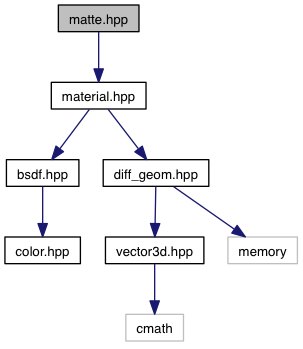 matte.hpp
material.hpp
bsdf.hpp
diff_geom.hpp
color.hpp
vector3d.hpp
memory
cmath